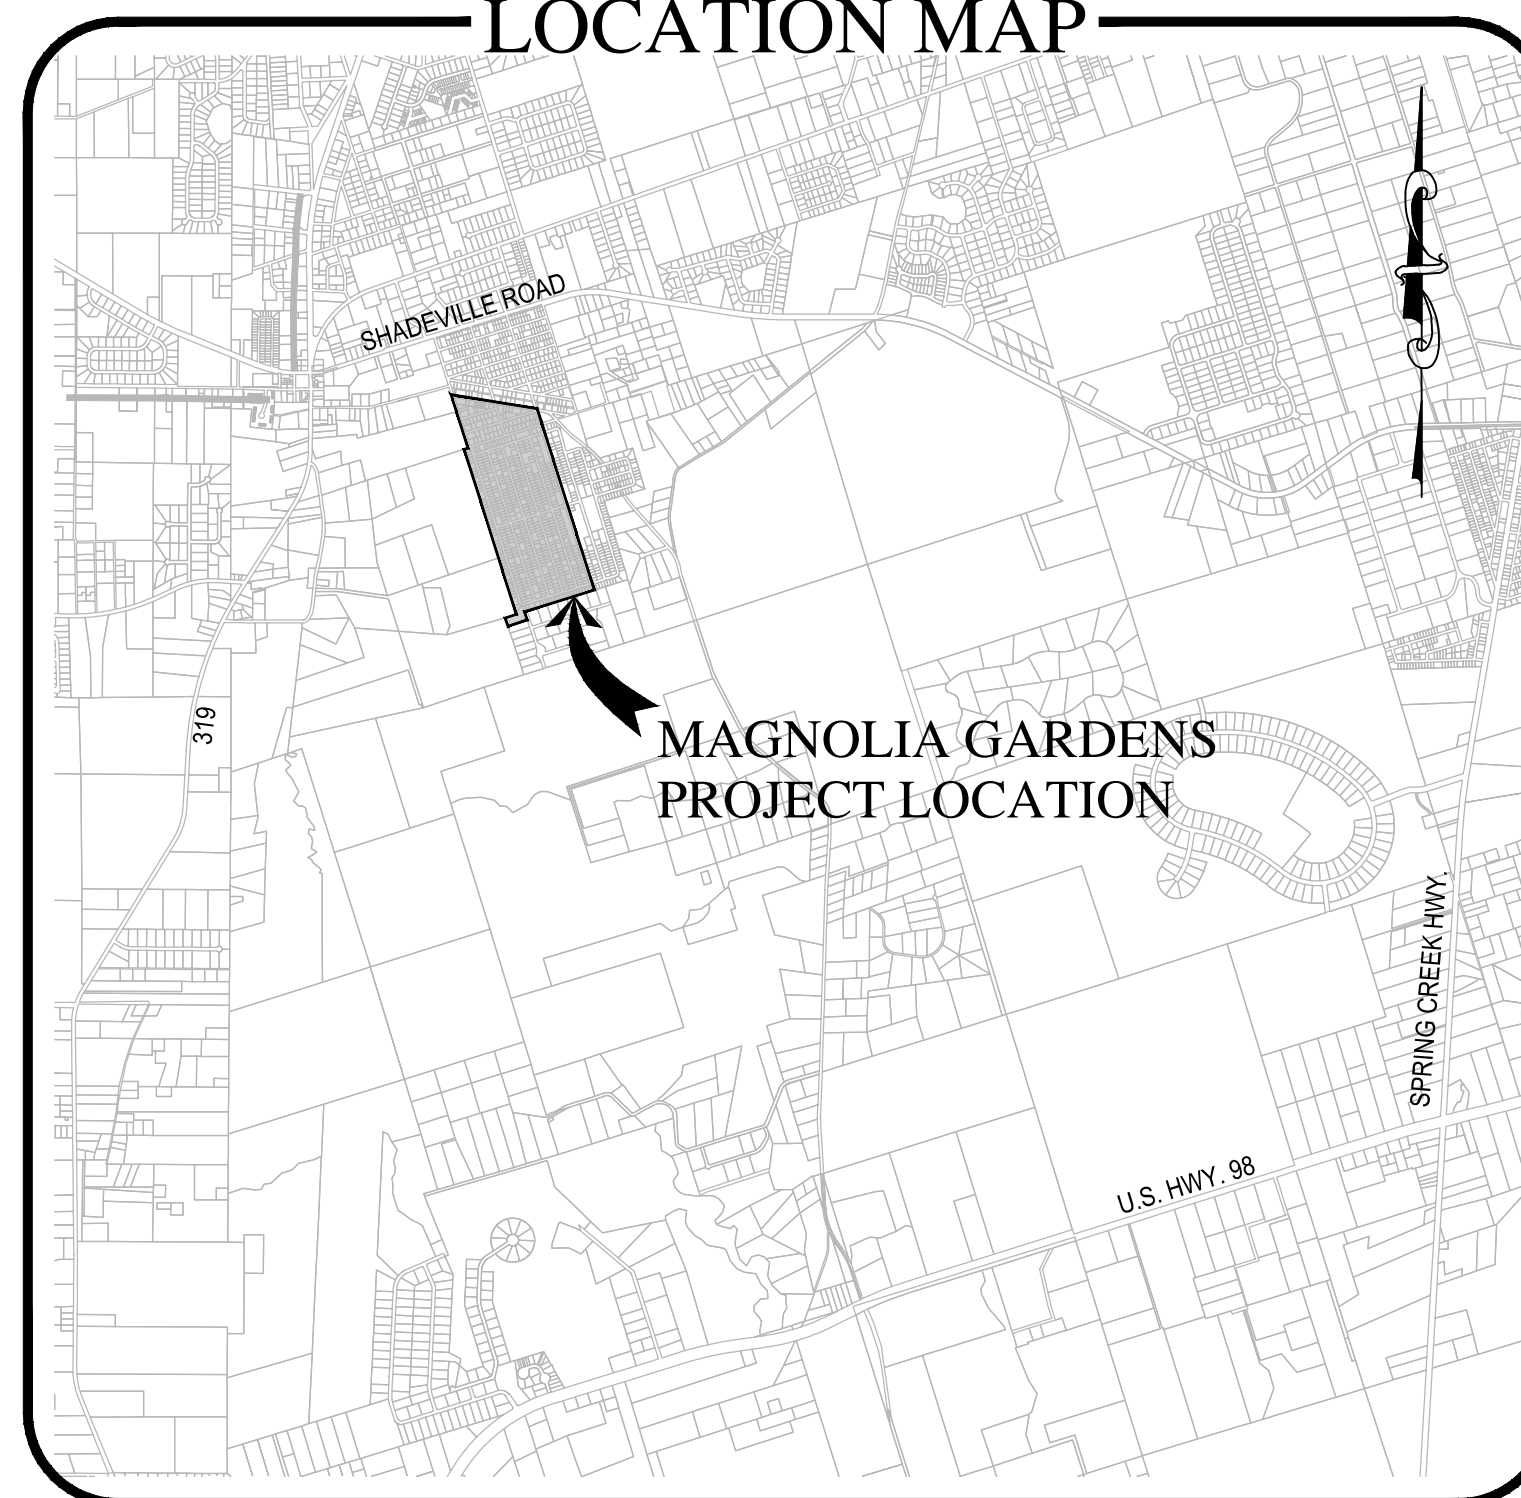 LOCATION MAP
SHADEVILLE ROAD
319
MAGNOLIA GARDENS
PROJECT LOCATION
SPRING CREEK HWY.
U.S. HWY. 98